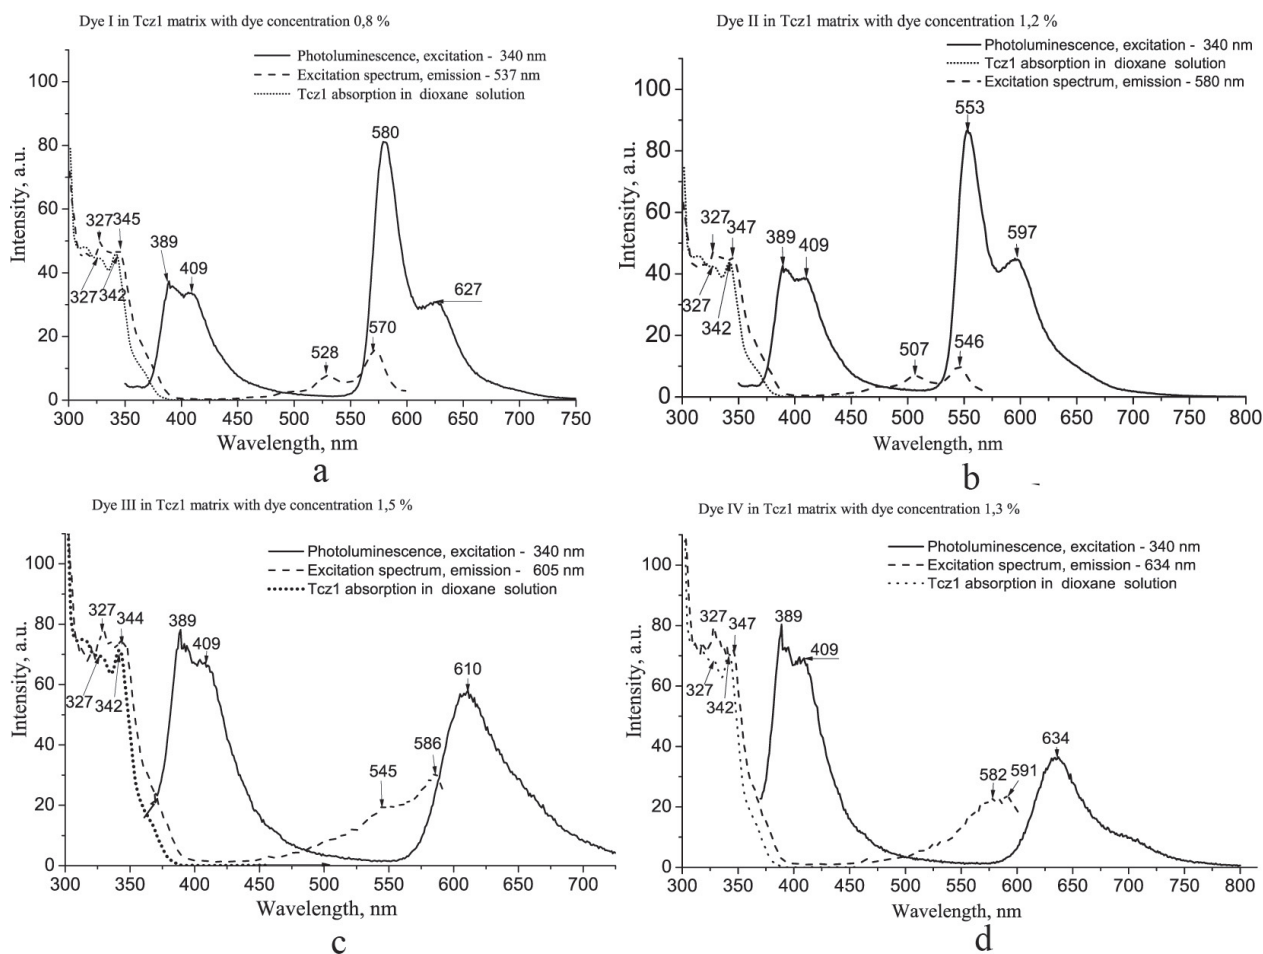 Dye I in Tcz1 matrix with dye concentration 0,8 %
Photoluminescence, excitation - 340 nm
Excitation spectrum, emission - 537 nm
Tcz1 absorption in dioxane solution
Intensity, a.u.
100
80
60
40
20
0
327
345
327
342
389
409
528
570
580
627
300 350 400 450 500 550 600 650 700 750
Wavelength, nm
a
Dye II in Tcz1 matrix with dye concentration 1,2 %
Photoluminescence, excitation - 340 nm
Tcz1 absorption in dioxane solution
Excitation spectrum, emission - 580 nm
Intensity, a.u.
100
80
60
40
20
0
327
347
327
342
389
409
507
546
553
597
300 350 400 450 500 550 600 650 700 750 800
Wavelength, nm
b
Dye III in Tcz1 matrix with dye concentration 1,5 %
Photoluminescence, excitation - 340 nm
Excitation spectrum, emission - 605 nm
Tcz1 absorption in dioxane solution
Intensity, a.u.
100
80
60
40
20
0
327
344
327
342
389
409
545
586
610
300 350 400 450 500 550 600 650 700
Wavelength, nm
c
Dye IV in Tcz1 matrix with dye concentration 1,3 %
Photoluminescence, excitation - 340 nm
Excitation spectrum, emission - 634 nm
Tcz1 absorption in dioxane solution
Intensity, a.u.
100
80
60
40
20
0
327
347
327
342
389
409
582
591
634
300 350 400 450 500 550 600 650 700 750 800
Wavelength, nm
d